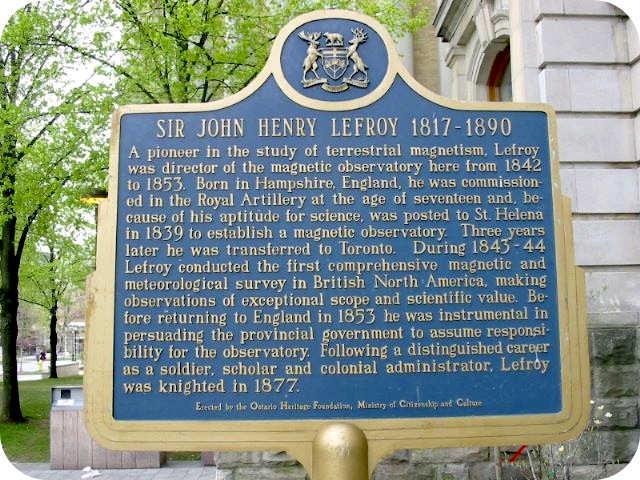 SIR JOHN HENRY LEFROY 1817-1890
A pioneer in the study of terrestrial magnetism, Lefroy
was director of the magnetic observatory here from 1842
to 1853. Born in Hampshire, England, he was commission-
ed in the Royal Artillery at the age of seventeen and, be-
cause of his aptitude for science, was posted to St. Helena
in 1839 to establish a magnetic observatory. Three years
later he was transferred to Toronto. During 1843-44
Lefroy conducted the first comprehensive magnetic and
meteorological survey in British North America, making
observations of exceptional scope and scientific value. Be-
fore returning to England in 1853 he was instrumental in
persuading the provincial government to assume responsi-
bility for the observatory. Following a distinguished career
as a soldier, scholar and colonial administrator, Lefroy
was knighted in 1877.
Erected by the Ontario Heritage Foundation, Ministry of Citizenship and Culture